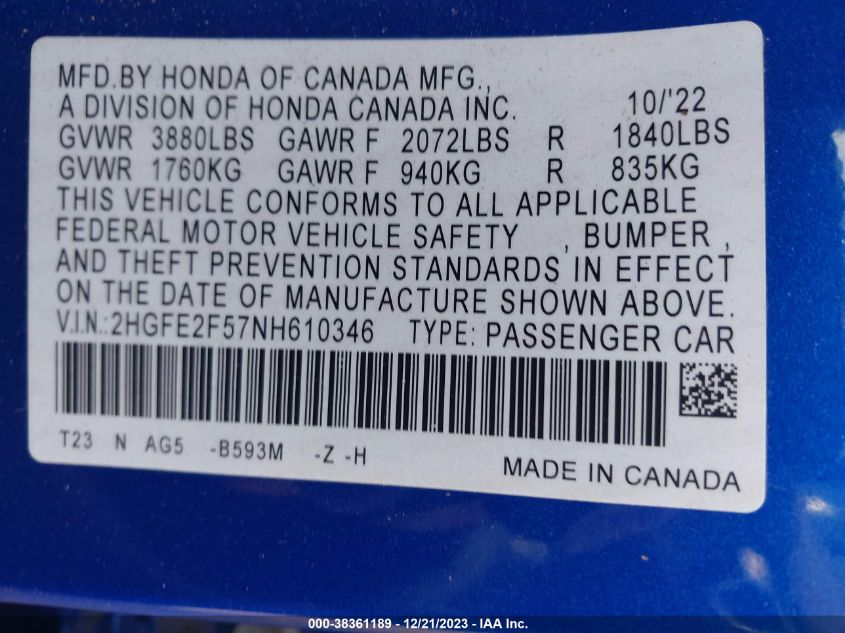 MFD.BY HONDA OF CANADA MFG.,
A DIVISION OF HONDA CANADA INC. 10/'22
GVWR 3880LBS GAWR F 2072LBS R 1840LBS
GVWR 1760KG GAWR F 940KG R 835KG
THIS VEHICLE CONFORMS TO ALL APPLICABLE
FEDERAL MOTOR VEHICLE SAFETY , BUMPER ,
AND THEFT PREVENTION STANDARDS IN EFFECT
ON THE DATE OF MANUFACTURE SHOWN ABOVE.
V.I.N.:2HGFE2F57NH610346 TYPE: PASSENGER CAR
T23 N AG5 -B593M -Z -H
MADE IN CANADA
000-38361189 - 12/21/2023 - IAA Inc.